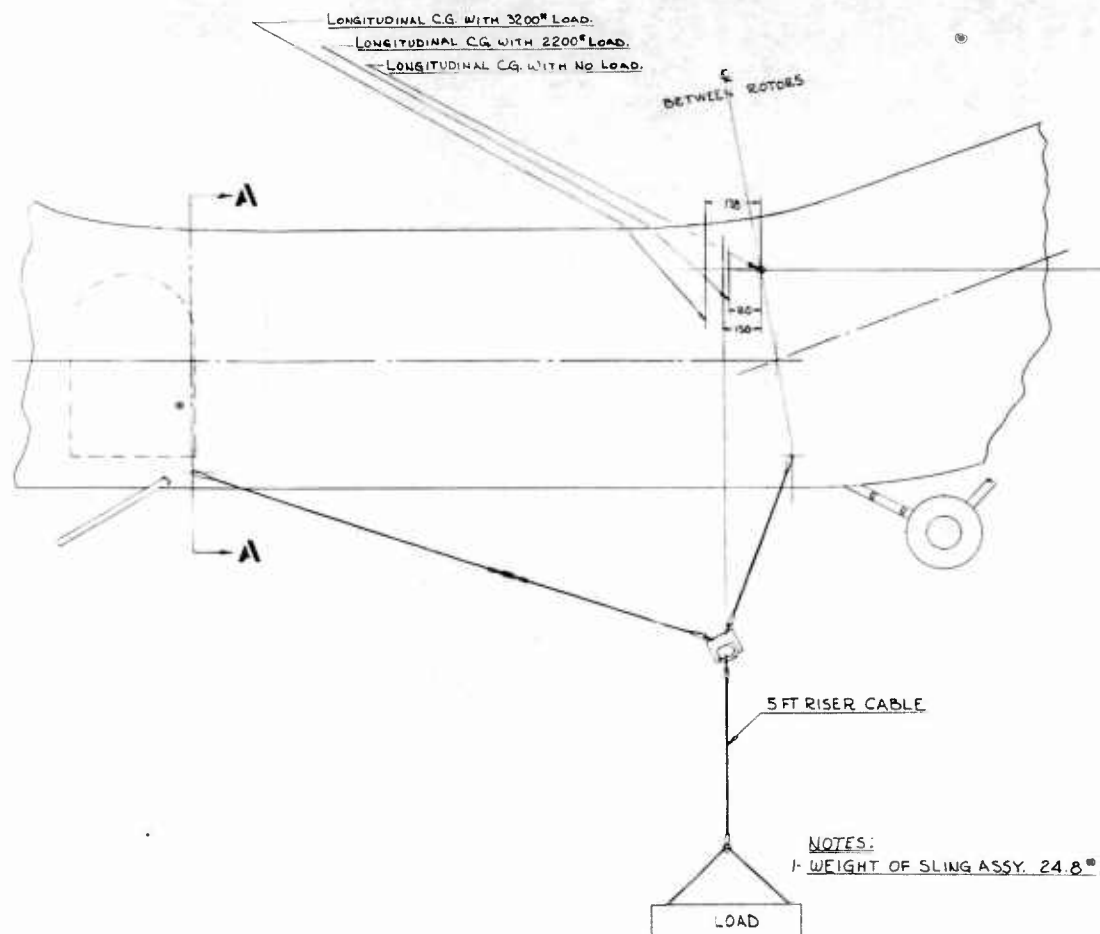 LONGITUDINAL C.G. WITH 3200# LOAD.
LONGITUDINAL C.G. WITH 2200# LOAD.
LONGITUDINAL C.G. WITH NO LOAD.
℄
BETWEEN ROTORS
A
A
5 FT RISER CABLE
NOTES:
1- WEIGHT OF SLING ASSY. 24.8#
LOAD